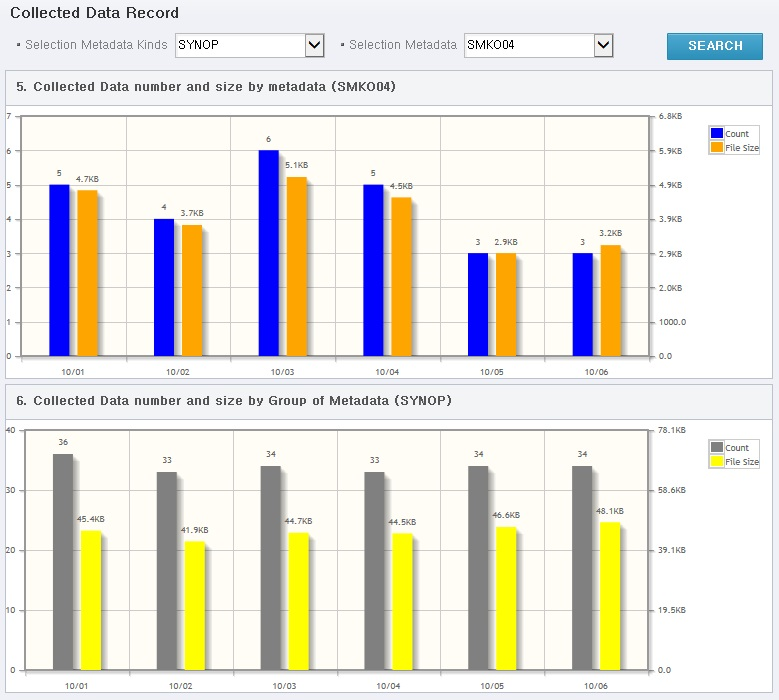 Collected Data Record
• Selection Metadata Kinds SYNOP • Selection Metadata SMKO04 SEARCH
5. Collected Data number and size by metadata (SMKO04)
7 6.8KB
Count
File Size
6 6 5.9KB
5.1KB
5 5 4.9KB
5 4.7KB 4.5KB
4 4 3.9KB
3.7KB
3 3 2.9KB 3 3.2KB 2.9KB
2 2.0KB
1 1000.0
0 0.0
10/01 10/02 10/03 10/04 10/05 10/06
6. Collected Data number and size by Group of Metadata (SYNOP)
40 78.1KB
36 33 34 33 34 34
Count
File Size
30 58.6KB
45.4KB 41.9KB 44.7KB 44.5KB 46.6KB 48.1KB
20 39.1KB
10 19.5KB
0 0.0
10/01 10/02 10/03 10/04 10/05 10/06